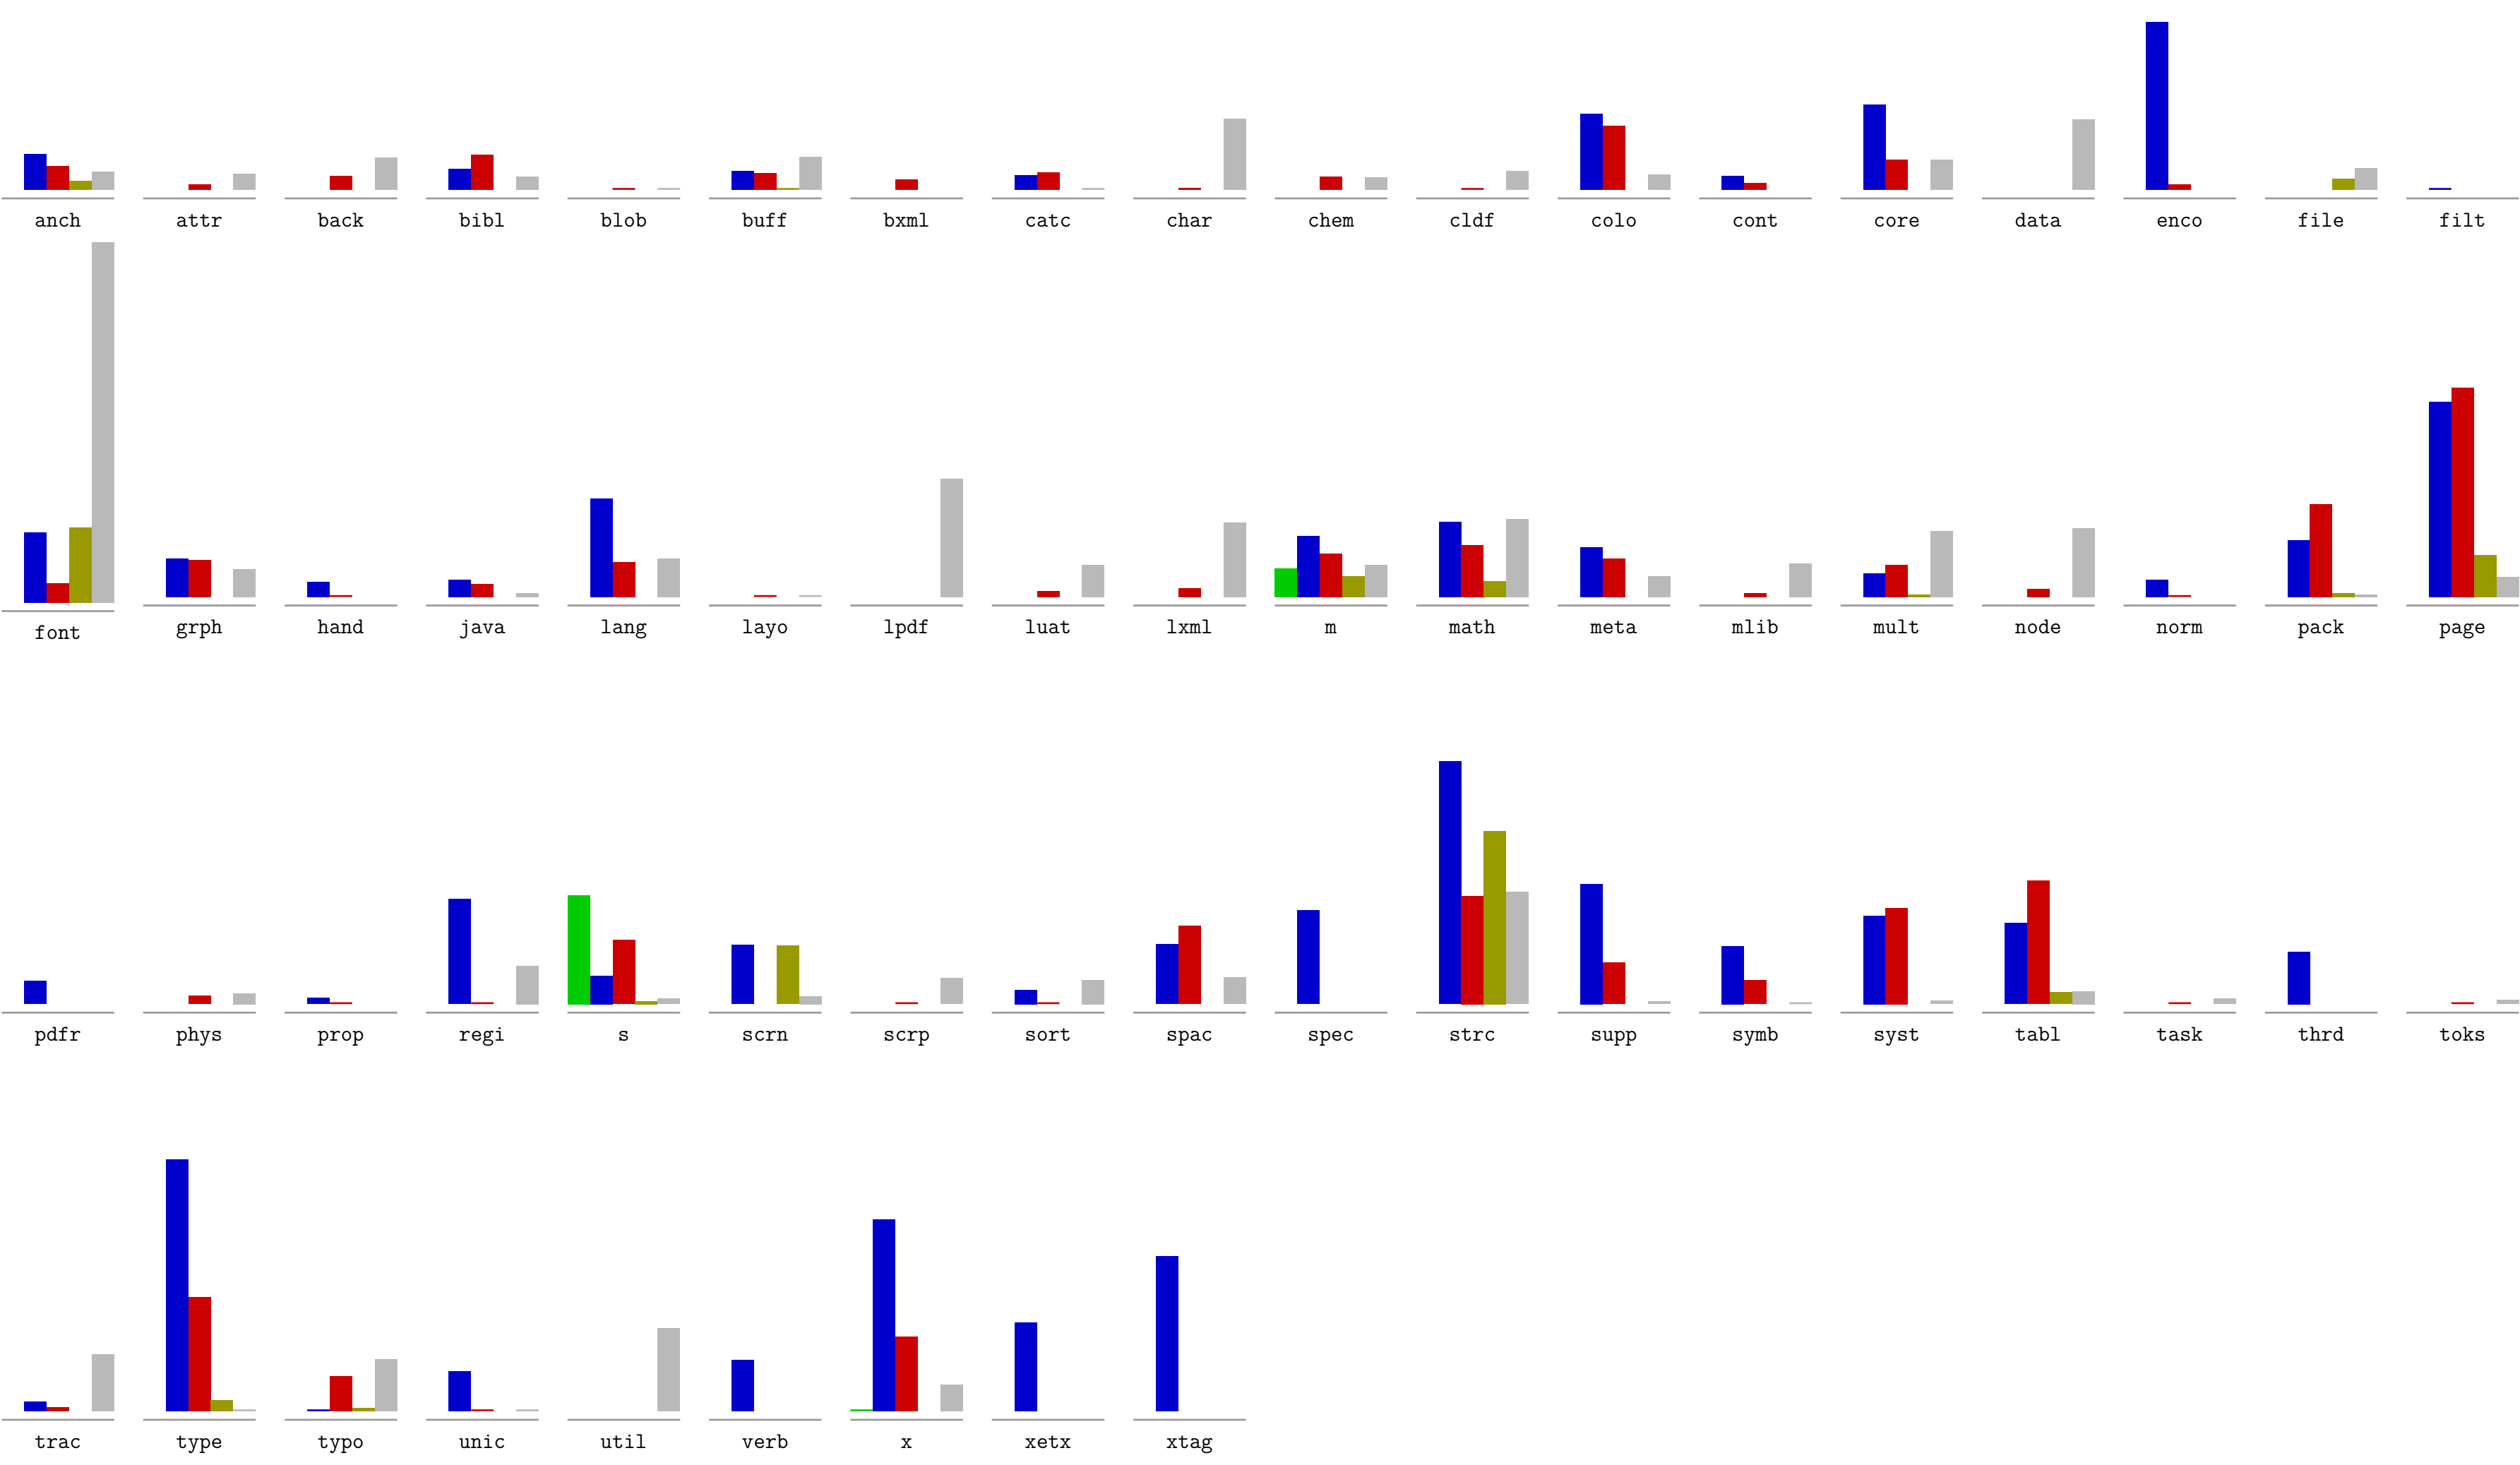 anch attr back bibl blob buff bxml catc char chem cldf colo cont core data enco file filt
font grph hand java lang layo lpdf luat lxml m math meta mlib mult node norm pack page
pdfr phys prop regi s scrn scrp sort spac spec strc supp symb syst tabl task thrd toks
trac type typo unic util verb x xetx xtag